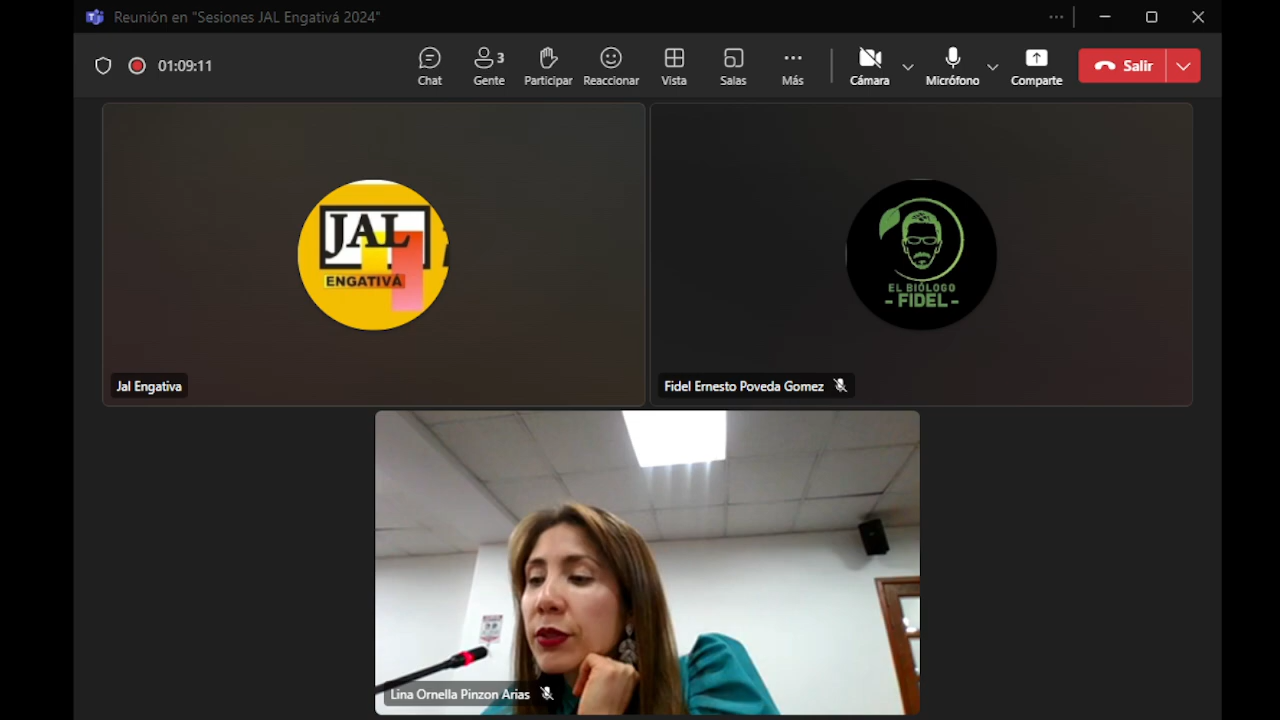 Reunión en "Sesiones JAL Engativá 2024"
01:09:11
Chat
3
Gente
Participar
Reaccionar
Vista
Salas
Más
Cámara
Micrófono
Comparte
Salir
JAL
ENGATIVÁ
Jal Engativa
EL BIÓLOGO
- FIDEL -
Fidel Ernesto Poveda Gomez
Lina Ornella Pinzon Arias